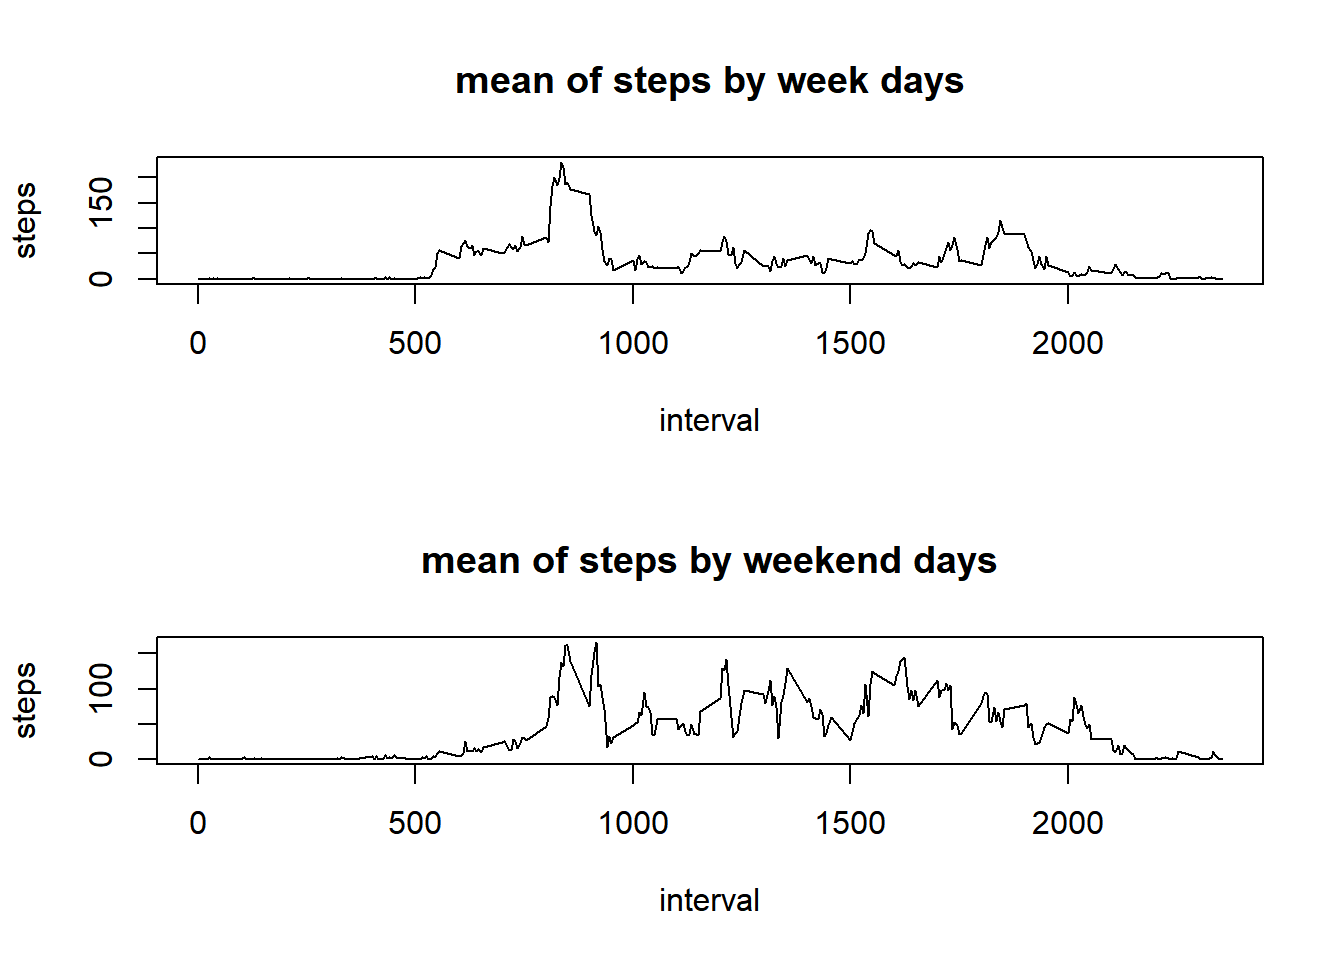 mean of steps by week days
steps
0
150
0 500 1000 1500 2000
interval
mean of steps by weekend days
steps
0
100
0 500 1000 1500 2000
interval